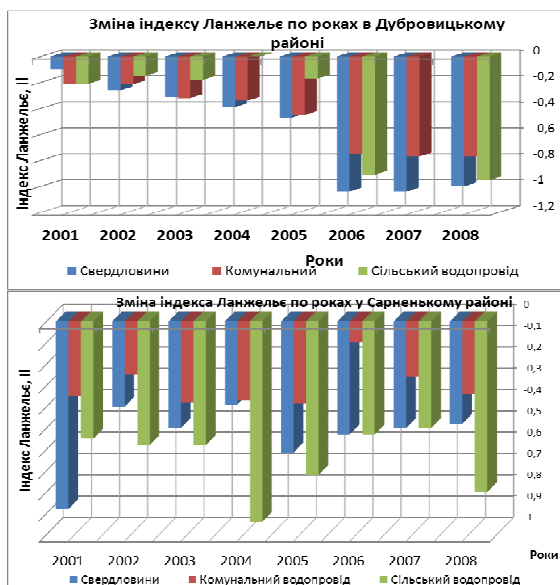 Зміна індексу Ланжельє по роках в Дубровицькому
районі
Індекс Ланжельє, ІІ
0
-0,2
-0,4
0,6
-0,8
-1
-1,2
2001 2002 2003 2004 2005 2006 2007 2008
Роки
Свердловини Комунальний Сільський водопровід
Зміна індекса Ланжельє по роках у Сарненькому районі
Індекс Ланжельє, ІІ
0
-0,1
0,2
0,3
0,4
0,5
0,6
0,7
0,8
0,9
1
2001 2002 2003 2004 2005 2006 2007 2008
Роки
Свердловини Комунальний водопровід Сільський водопровід